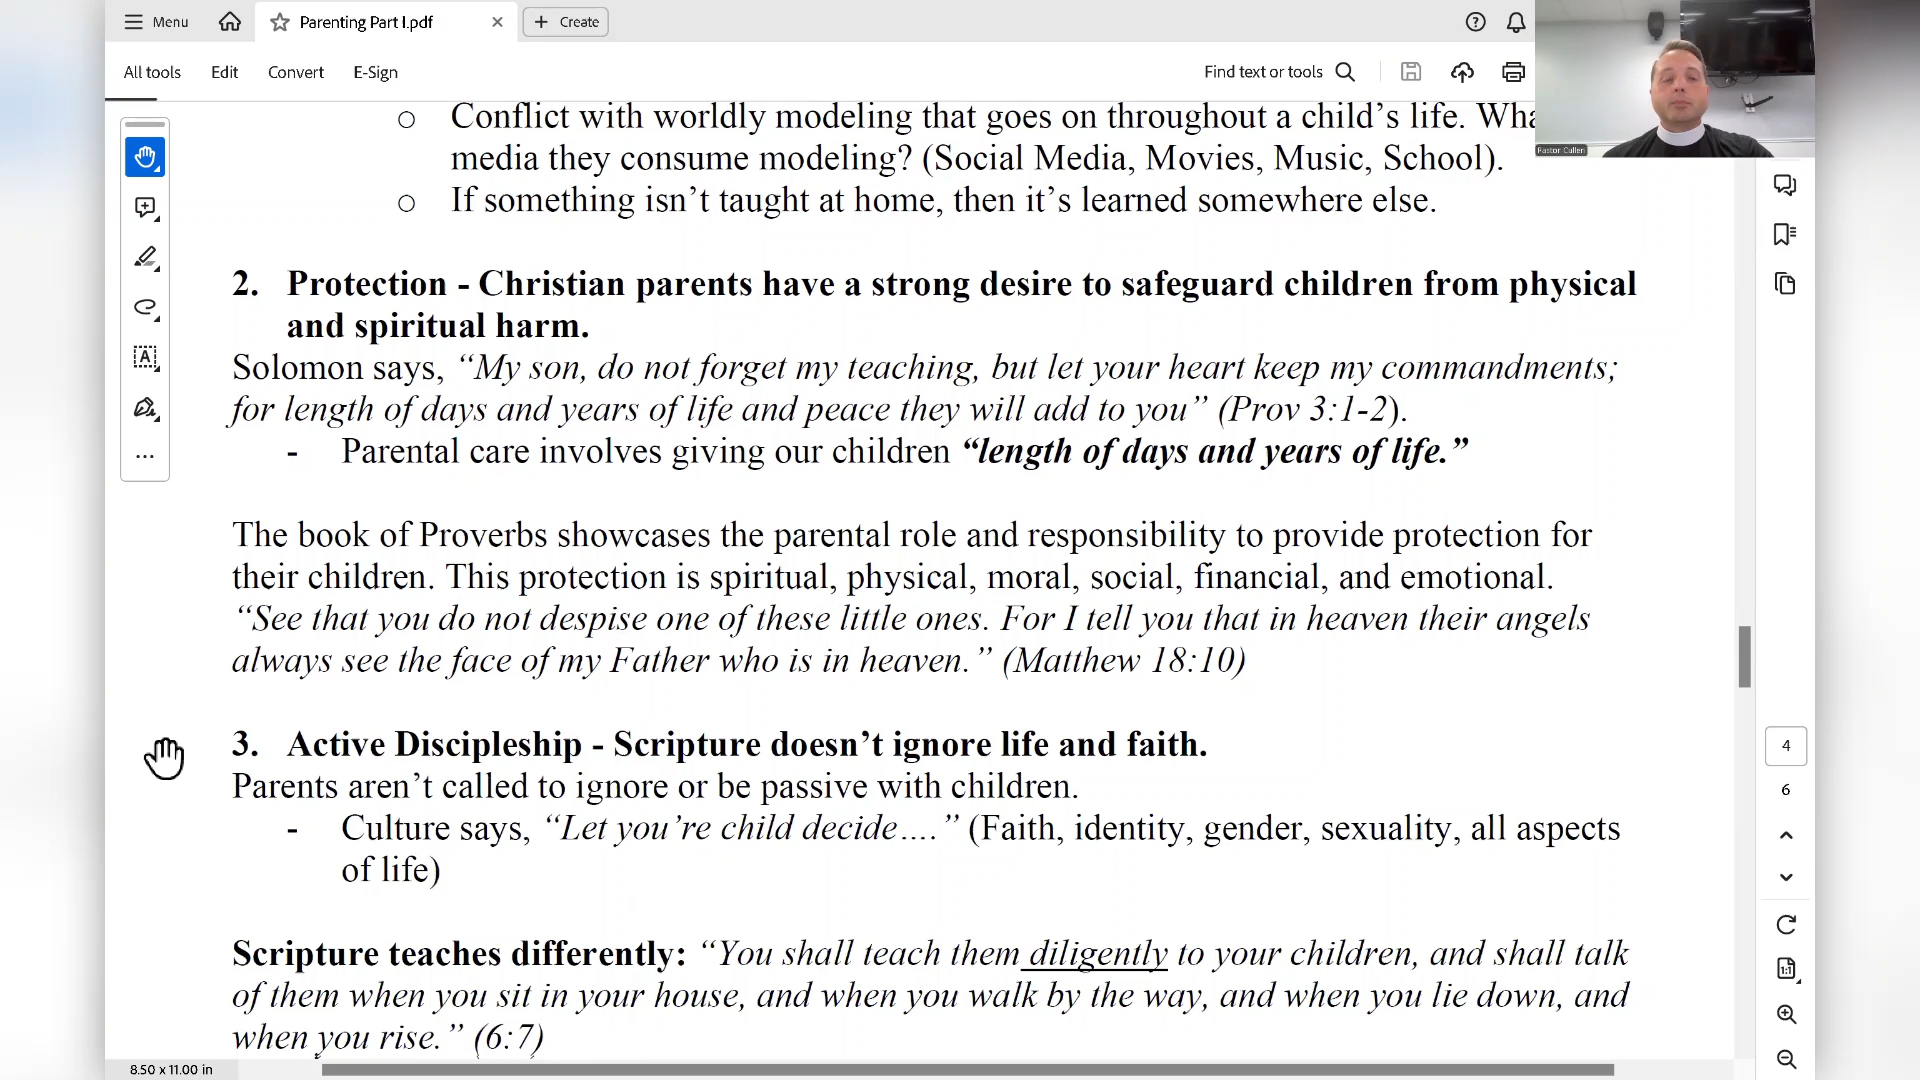 Menu
Parenting Part I.pdf
Create
All tools
Edit
Convert
E-Sign
Find text or tools
Pastor Cullen
Conflict with worldly modeling that goes on throughout a child’s life.
media they consume modeling? (Social Media, Movies, Music, School).
If something isn’t taught at home, then it’s learned somewhere else.
2. Protection - Christian parents have a strong desire to safeguard children from physical
and spiritual harm.
Solomon says, “My son, do not forget my teaching, but let your heart keep my commandments;
for length of days and years of life and peace they will add to you” (Prov 3:1-2).
- Parental care involves giving our children “length of days and years of life.”
The book of Proverbs showcases the parental role and responsibility to provide protection for
their children. This protection is spiritual, physical, moral, social, financial, and emotional.
“See that you do not despise one of these little ones. For I tell you that in heaven their angels
always see the face of my Father who is in heaven.” (Matthew 18:10)
3. Active Discipleship - Scripture doesn’t ignore life and faith.
Parents aren’t called to ignore or be passive with children.
- Culture says, “Let you’re child decide….” (Faith, identity, gender, sexuality, all aspects
of life)
Scripture teaches differently: “You shall teach them diligently to your children, and shall talk
of them when you sit in your house, and when you walk by the way, and when you lie down, and
when you rise.” (6:7)
4
6
8.50 x 11.00 in